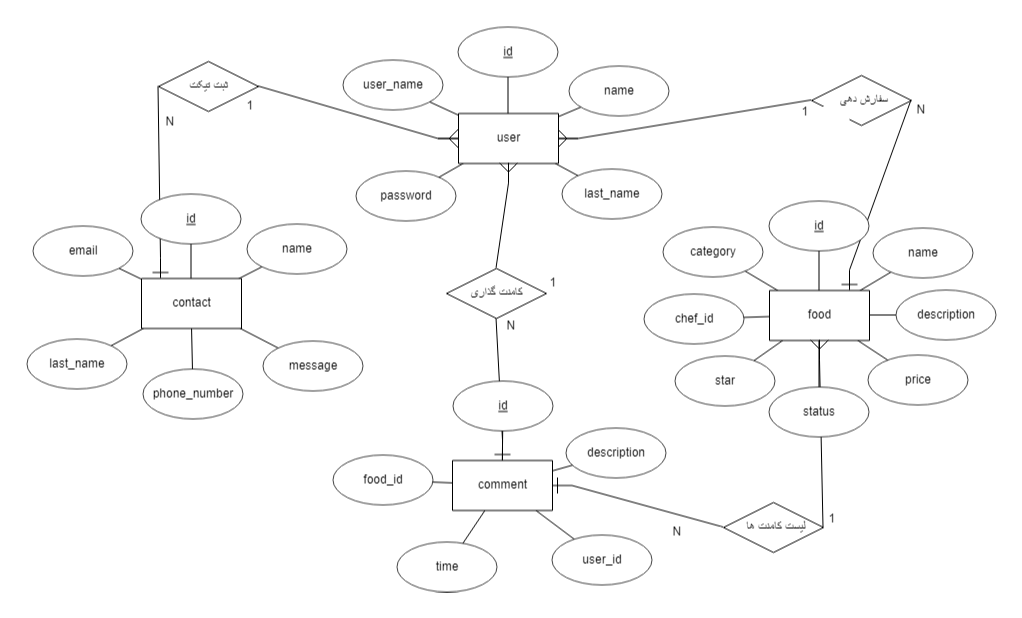 id
user_name
name
ثبت تیکت
1
N
user
سفارش دهی
1
N
password
last_name
id
email
name
contact
last_name
phone_number
message
id
category
name
chef_id
food
description
star
price
status
کامنت گذاری
1
N
id
description
food_id
comment
time
user_id
لیست کامنت ها
1
N